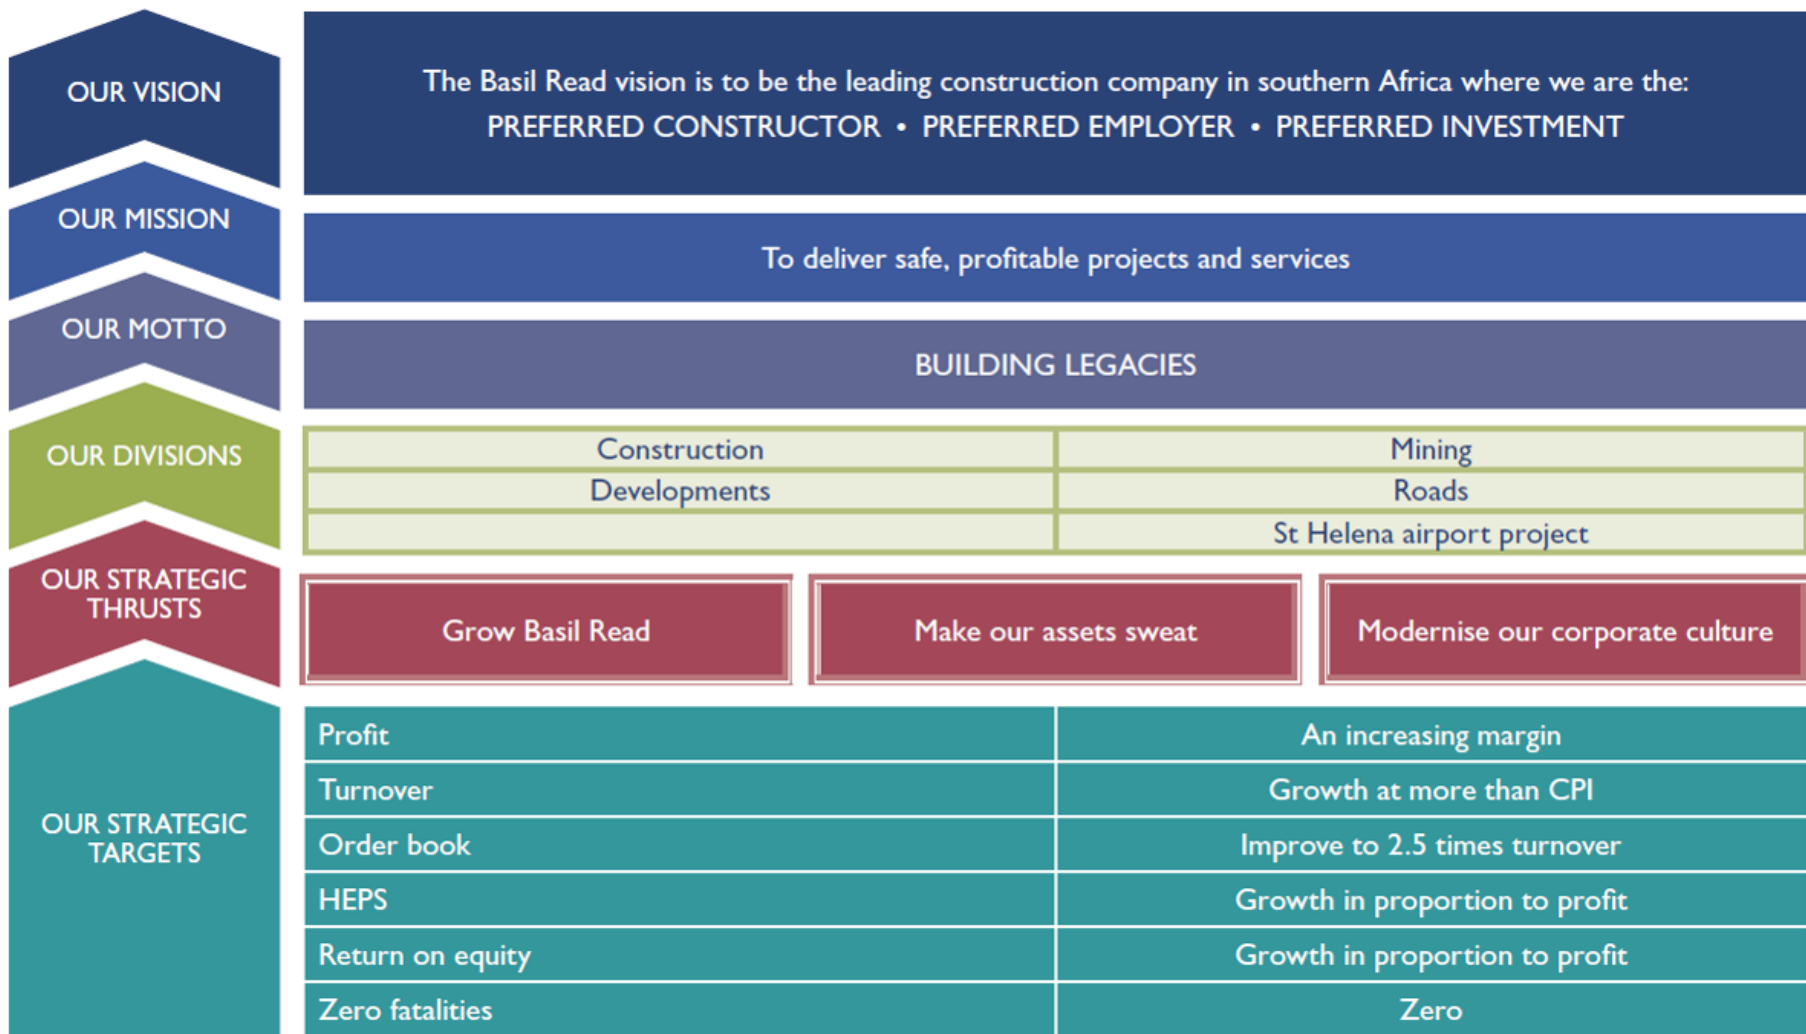 OUR VISION
The Basil Read vision is to be the leading construction company in southern Africa where we are the:
PREFERRED CONSTRUCTOR • PREFERRED EMPLOYER • PREFERRED INVESTMENT
OUR MISSION
To deliver safe, profitable projects and services
OUR MOTTO
BUILDING LEGACIES
OUR DIVISIONS
Construction
Mining
Developments
Roads
St Helena airport project
OUR STRATEGIC
THRUSTS
Grow Basil Read
Make our assets sweat
Modernise our corporate culture
OUR STRATEGIC
TARGETS
Profit
An increasing margin
Turnover
Growth at more than CPI
Order book
Improve to 2.5 times turnover
HEPS
Growth in proportion to profit
Return on equity
Growth in proportion to profit
Zero fatalities
Zero